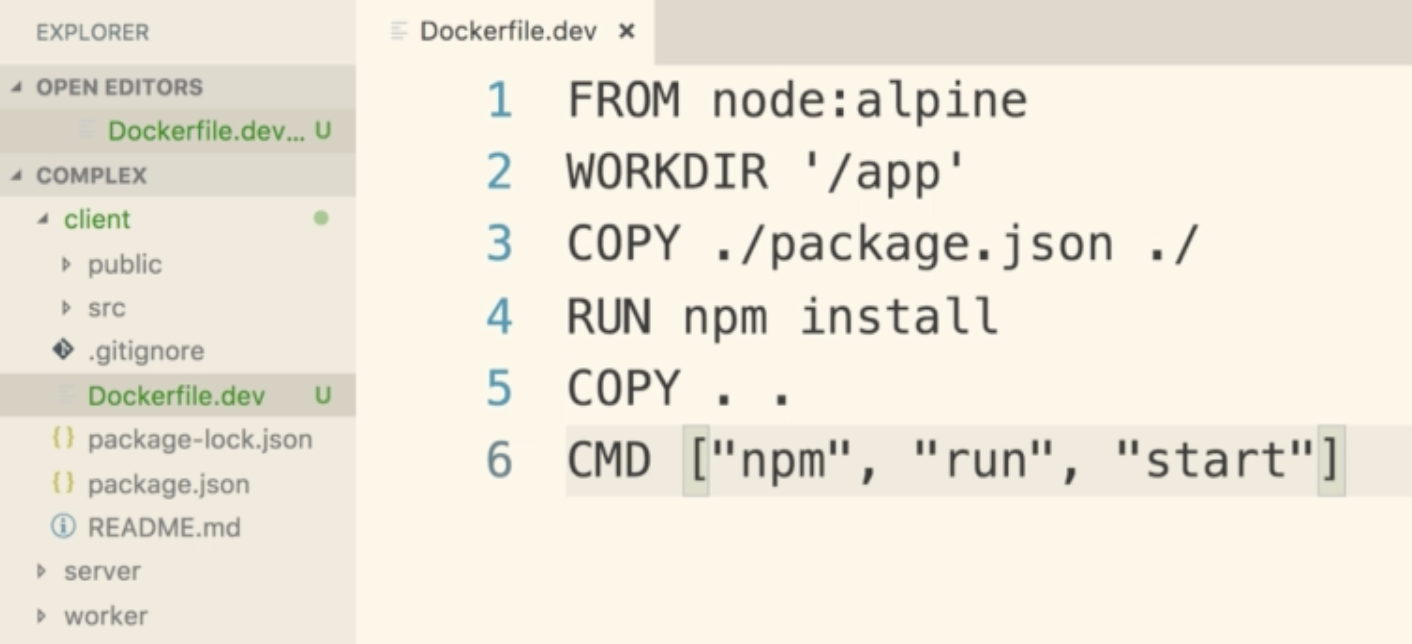 EXPLORER
OPEN EDITORS
Dockerfile.dev... U
COMPLEX
client
public
src
.gitignore
Dockerfile.dev U
package-lock.json
package.json
README.md
server
worker
Dockerfile.dev ×
1 FROM node:alpine
2 WORKDIR '/app'
3 COPY ./package.json ./
4 RUN npm install
5 COPY . .
6 CMD ["npm", "run", "start"]